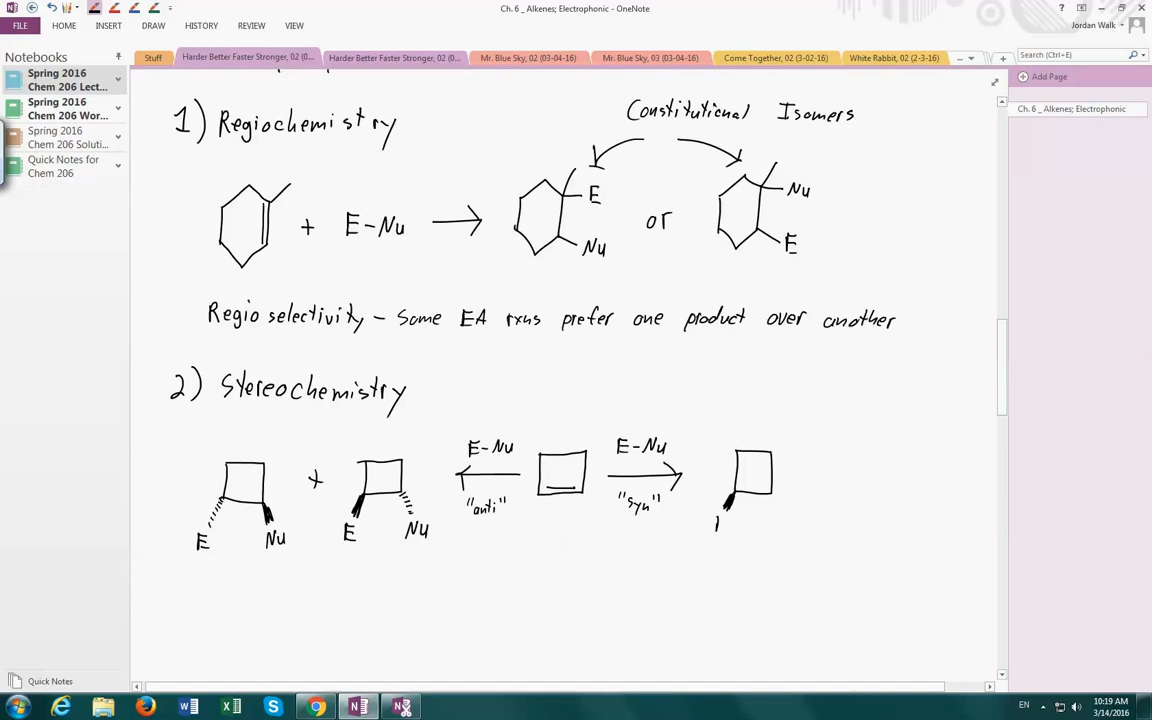 Ch. 6 _ Alkenes; Electrophonic - OneNote
FILE HOME INSERT DRAW HISTORY REVIEW VIEW
Jordan Walk
Notebooks
Stuff
Harder Better Faster Stronger, 02 (0...
Harder Better Faster Stronger, 02 (0...
Mr. Blue Sky, 02 (03-04-16)
Mr. Blue Sky, 03 (03-04-16)
Come Together, 02 (3-02-16)
White Rabbit, 02 (2-3-16)
Search (Ctrl+E)
Spring 2016
Chem 206 Lect...
Spring 2016
Chem 206 Wor...
Spring 2016
Chem 206 Soluti...
Quick Notes for
Chem 206
Add Page
Ch. 6 _ Alkenes; Electrophonic
1) Regiochemistry
Constitutional Isomers
+ E-Nu → E Nu or Nu E
Regioselectivity - Some EA rxns prefer one product over another
2) Stereochemistry
E-Nu E-Nu
+ "anti" "syn"
E Nu E Nu
Quick Notes
EN
10:19 AM
3/14/2016